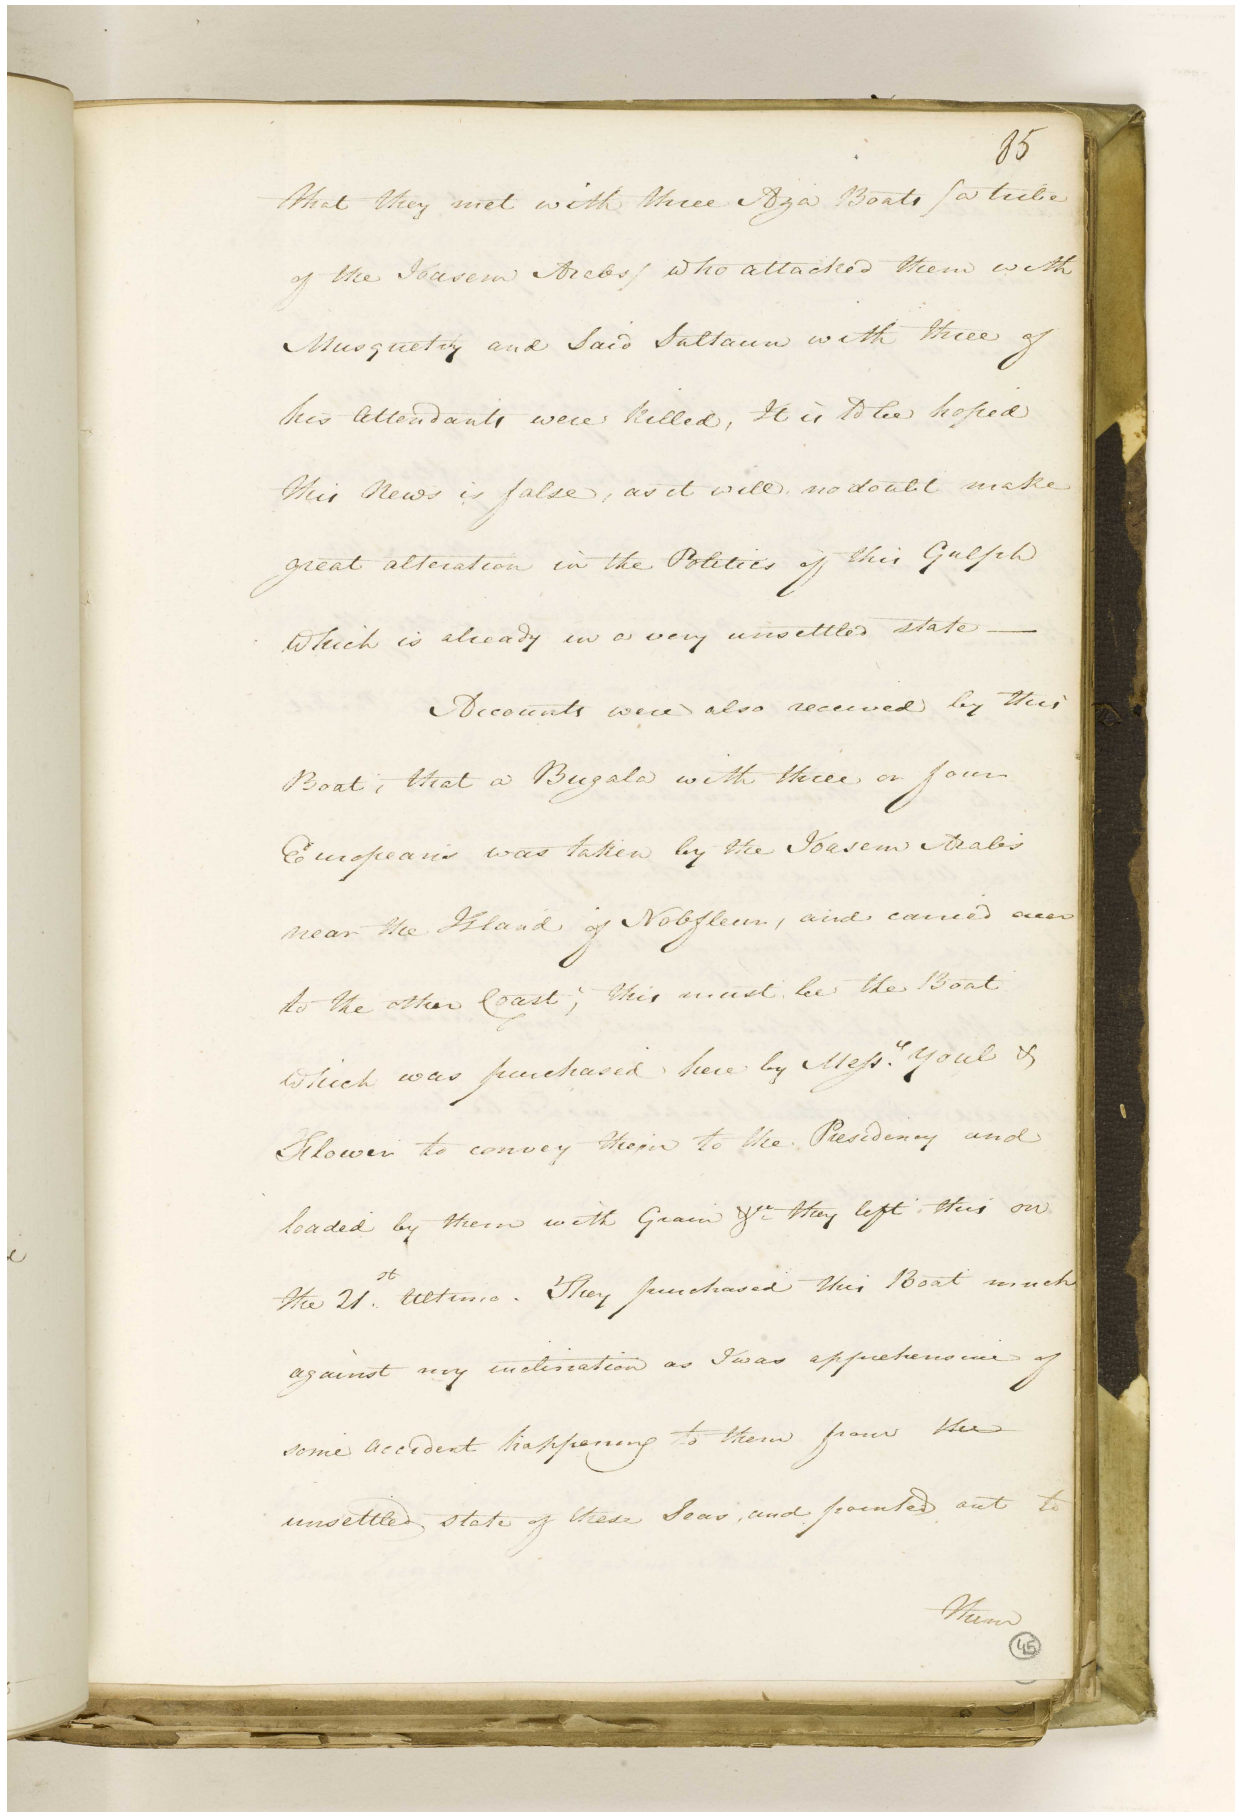 85
that they met with three Aza Boats /a tribe
of the Joasem Arabs/ who attacked them with
Musquetry and Said Sultaun with three of
his Attendants were killed, It is to be hoped
this News is false, as it will no doubt make
great alteration in the Politics of this Gulph
which is already in a very unsettled state —
Accounts were also received by this
Boat, that a Bugala with three or four
Europeans was taken by the Joasem Arabs
near the Island of Nobfleur, and carried over
to the other Coast; this must be the Boat
which was purchased here by Messrs. Youl &
Flower to convey them to the Presidency and
loaded by them with Grain &ca they left this on
the 21st. Ultimo. They purchased this Boat much
against my inclination as I was apprehensive of
some accident happening to them from the
unsettled state of these Seas, and pointed out to
them
45